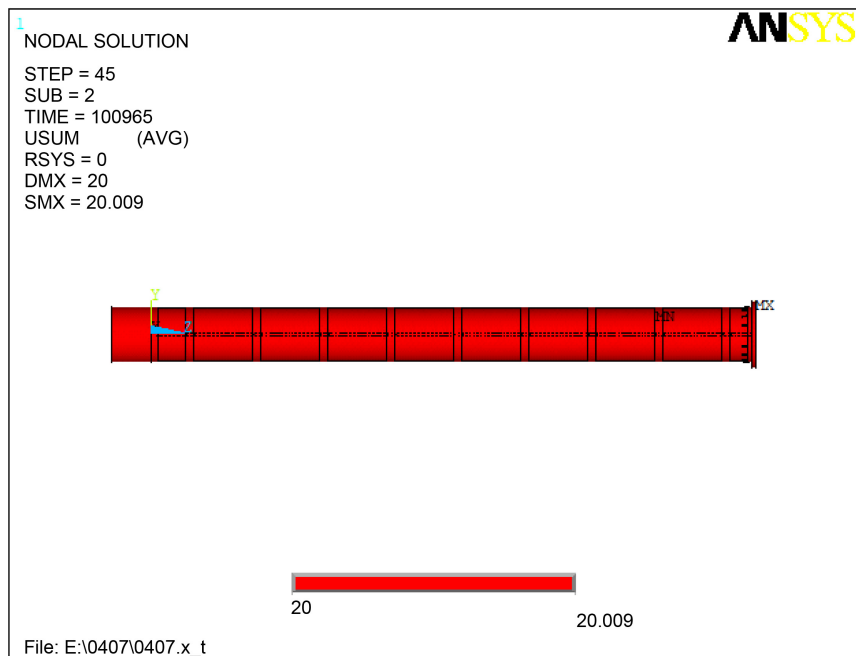 1
NODAL SOLUTION
ANSYS
STEP = 45
SUB = 2
TIME = 100965
USUM (AVG)
RSYS = 0
DMX = 20
SMX = 20.009
Y
Z
MN
MX
20
20.009
File: E:\0407\0407.x_t